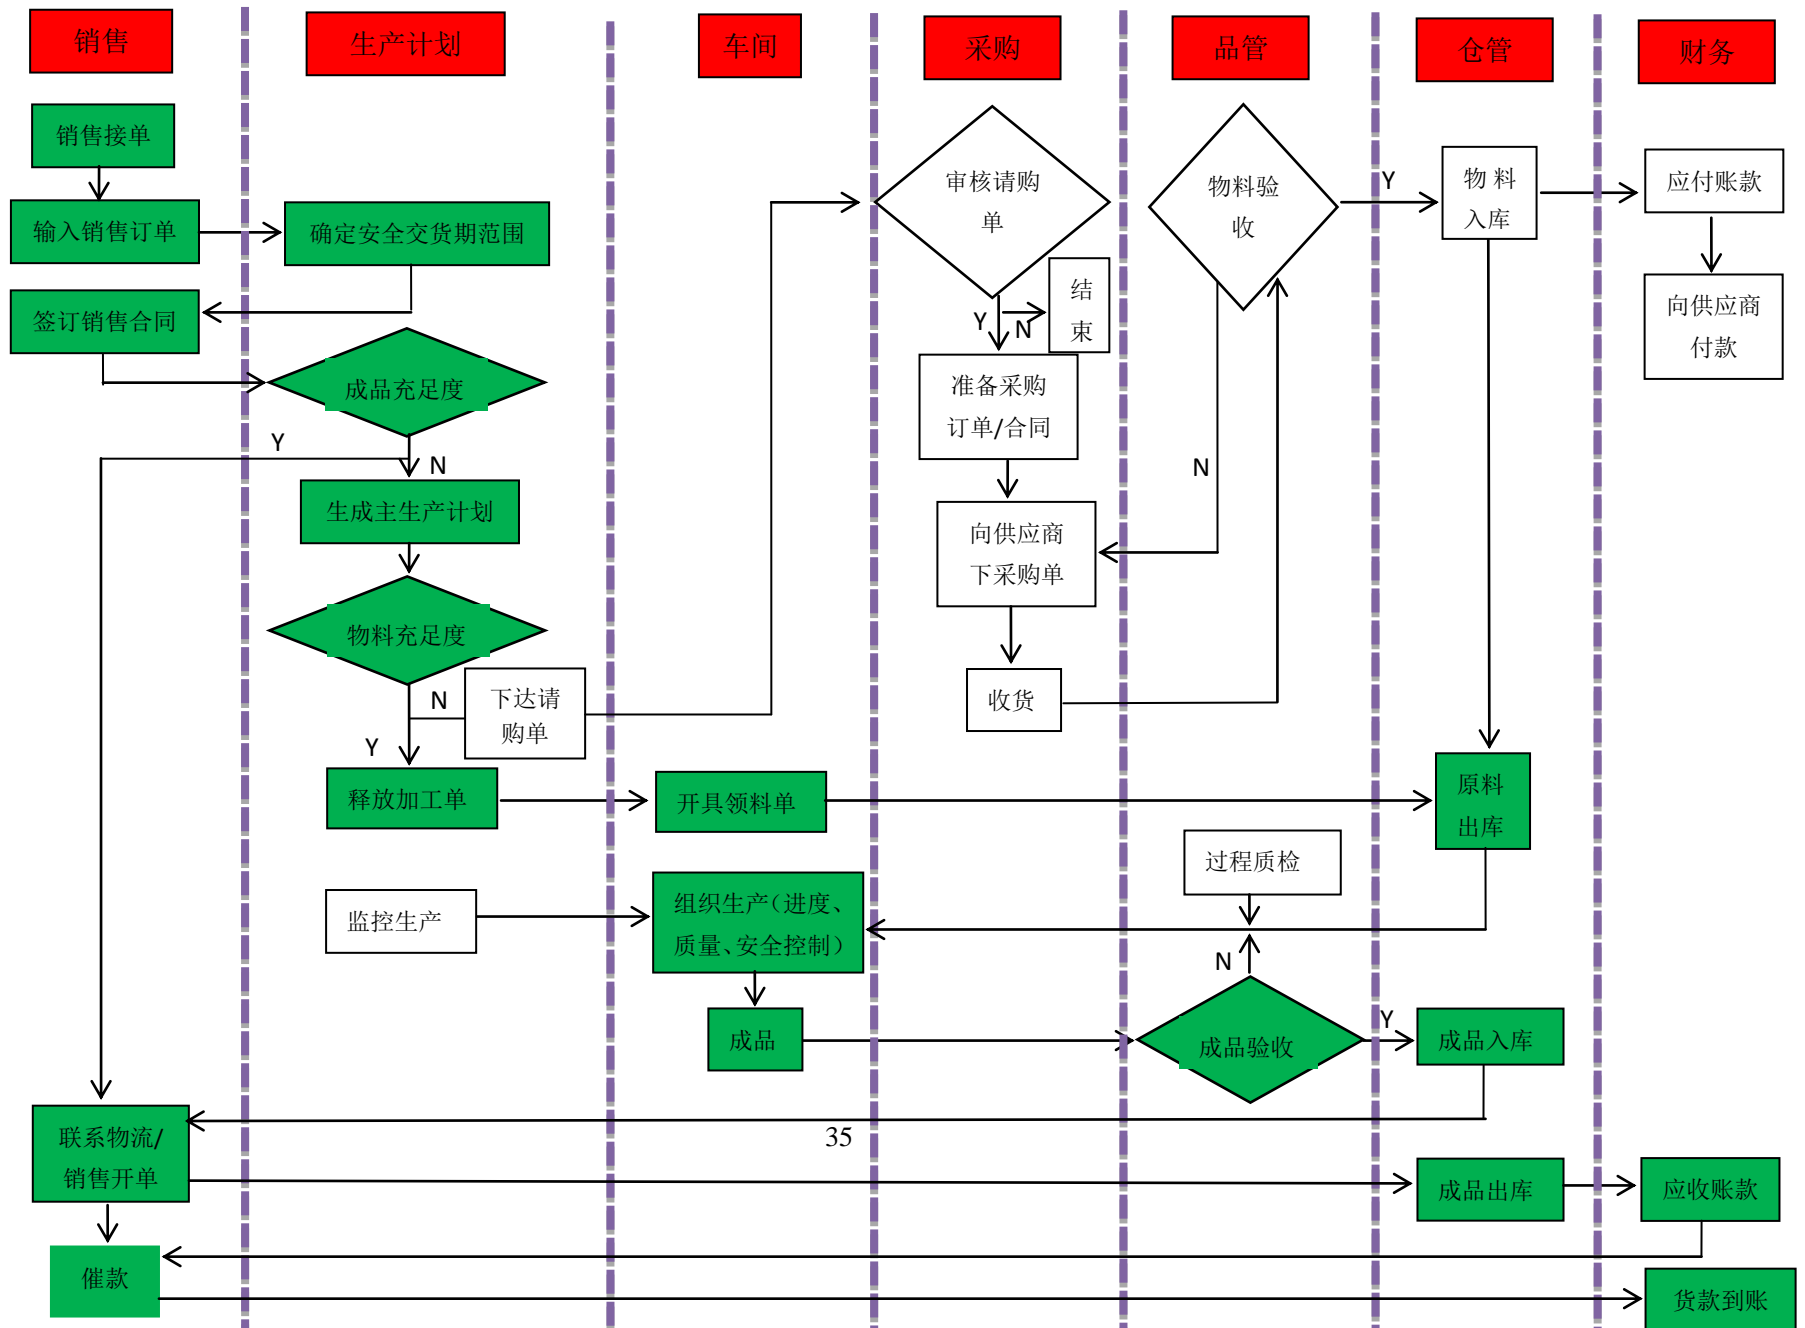 销售
生产计划
车间
采购
品管
仓管
财务
销售接单
输入销售订单
确定安全交货期范围
签订销售合同
成品充足度
Y
N
生成主生产计划
物料充足度
N
下达请
购单
Y
释放加工单
开具领料单
监控生产
组织生产（进度、
质量、安全控制）
成品
审核请购
单
Y
N
结
束
准备采购
订单/合同
向供应商
下采购单
收货
物料验
收
Y
N
物 料
入库
应付账款
向供应商
付款
原料
出库
过程质检
N
成品验收
Y
成品入库
联系物流/
销售开单
35
成品出库
应收账款
催款
货款到账